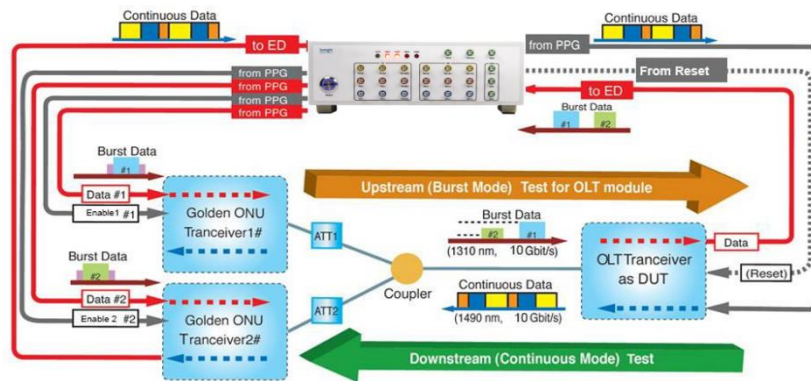 Continuous Data
Continuous Data
to ED
from PPG
from PPG
from PPG
from PPG
from PPG
From Reset
to ED
Burst Data
#1
#2
Burst Data
#1
Upstream (Burst Mode) Test for OLT module
Data #1
Enable1 #1
Golden ONU
Tranceiver1#
ATT1
Burst Data
#2
#1
(1310 nm, 10 Gbit/s)
Data
OLT Tranceiver
as DUT
(Reset)
Burst Data
#2
Coupler
Continuous Data
(1490 nm, 10 Gbit/s)
Data #2
Enable 2 #2
Golden ONU
Tranceiver2#
ATT2
Downstream (Continuous Mode) Test